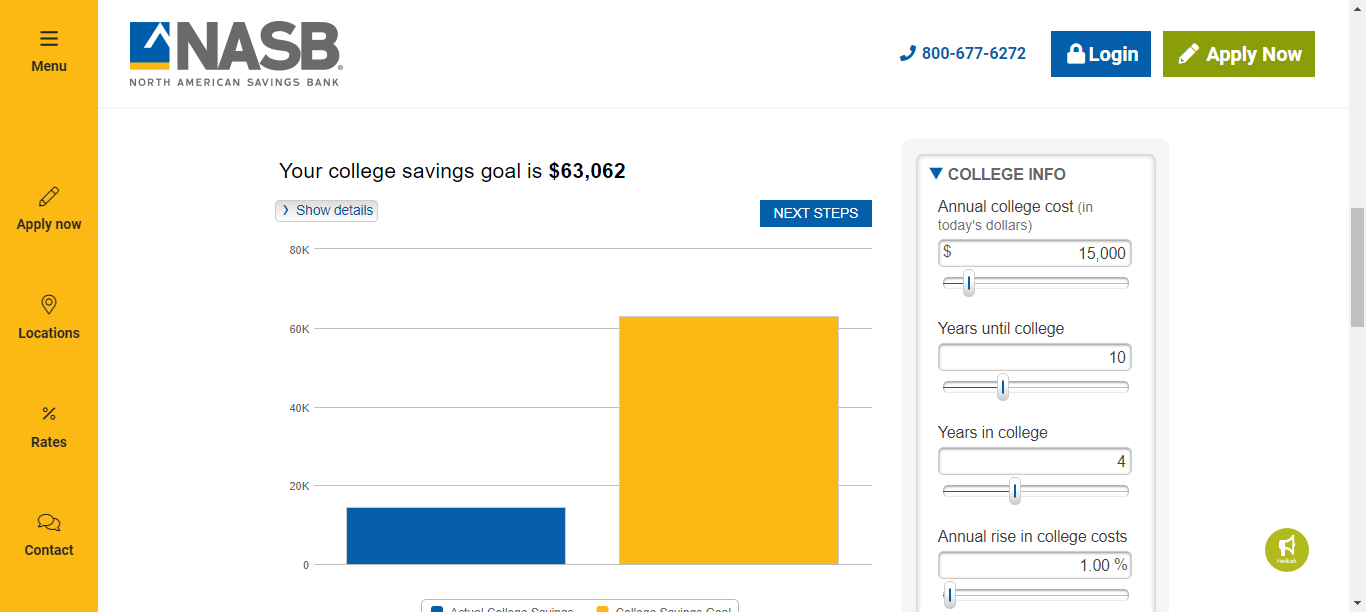 Menu
Apply now
Locations
%
Rates
Contact
NASB®
NORTH AMERICAN SAVINGS BANK
800-677-6272
Login
Apply Now
Your college savings goal is $63,062
Show details
NEXT STEPS
80K
60K
40K
20K
0
Actual College Savings
College Savings Goal
COLLEGE INFO
Annual college cost (in
today's dollars)
$ 15,000
Years until college
10
Years in college
4
Annual rise in college costs
1.00 %
Feedback